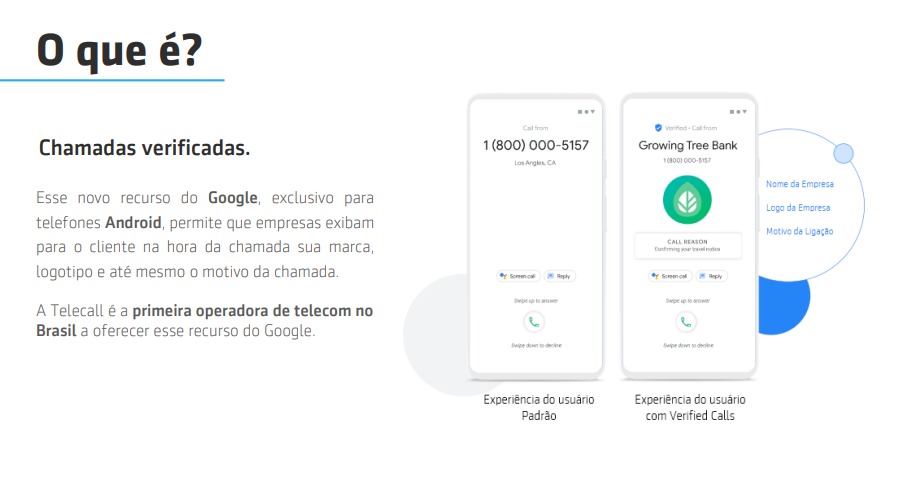 O que é?
Chamadas verificadas.
Esse novo recurso do Google, exclusivo para
telefones Android, permite que empresas exibam
para o cliente na hora da chamada sua marca,
logotipo e até mesmo o motivo da chamada.
A Telecall é a primeira operadora de telecom no
Brasil a oferecer esse recurso do Google.
Call from
1 (800) 000-5157
Los Angles, CA
Screen call
Reply
Swipe up to answer
Swipe down to decline
Experiência do usuário
Padrão
Verified • Call from
Growing Tree Bank
1 (800) 000-5157
CALL REASON
Confirming your travel notice
Screen call
Reply
Swipe up to answer
Swipe down to decline
Experiência do usuário
com Verified Calls
Nome da Empresa
Logo da Empresa
Motivo da Ligação